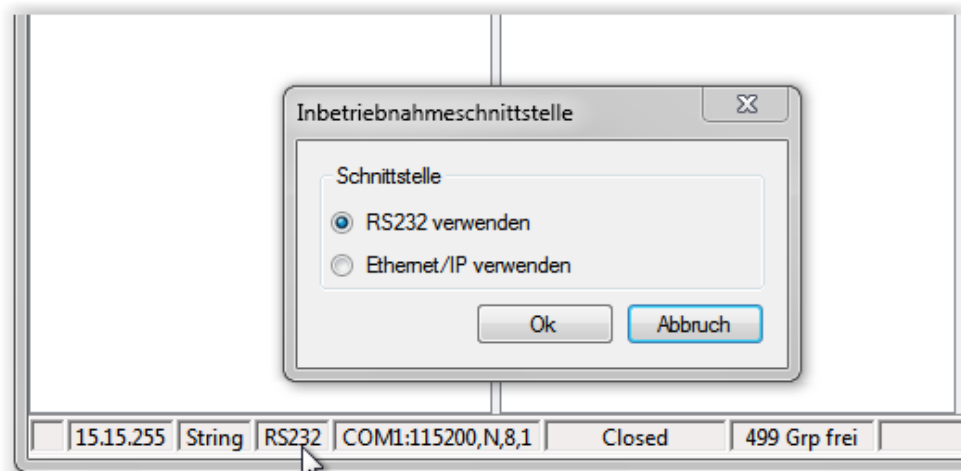 Inbetriebnahmeschnittstelle
Schnittstelle
RS232 verwenden
Ethernet/IP verwenden
Ok Abbruch
15.15.255 String RS232 COM1:115200,N,8,1 Closed 499 Grp frei